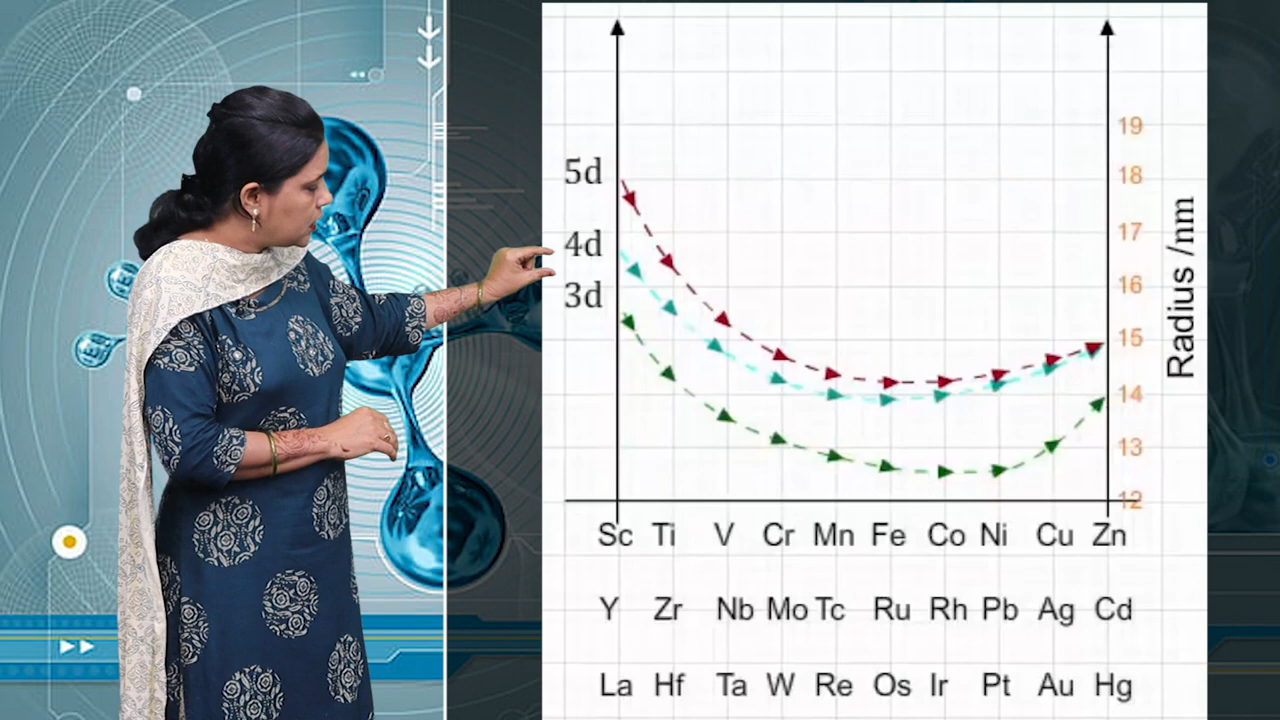 19
5d
18
17
4d
16
3d
15
14
13
12
Radius /nm
Sc Ti V Cr Mn Fe Co Ni Cu Zn
Y Zr Nb Mo Tc Ru Rh Pb Ag Cd
La Hf Ta W Re Os Ir Pt Au Hg